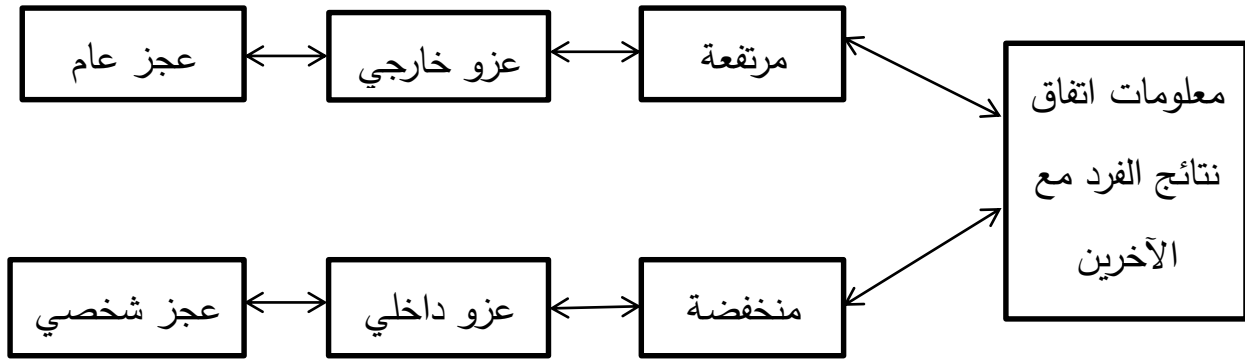 معلومات اتفاق
نتائج الفرد مع
الآخرين
مرتفعة
عزو خارجي
عجز عام
منخفضة
عزو داخلي
عجز شخصي